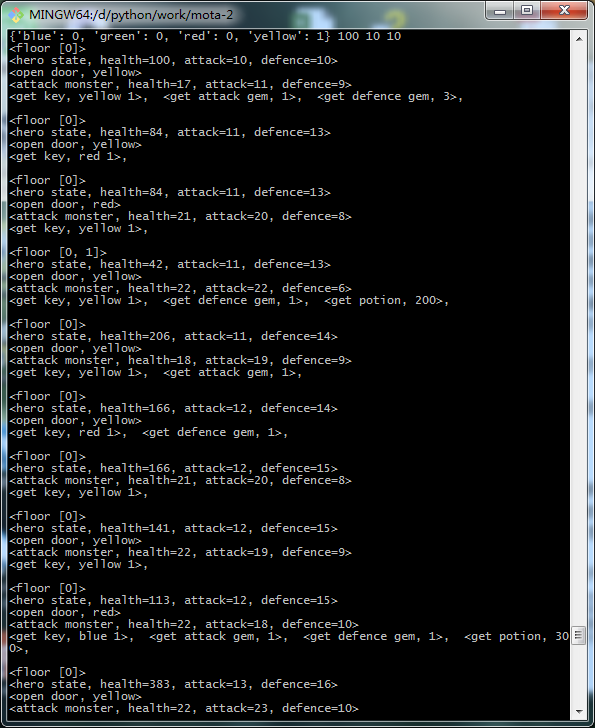 MINGW64:/d/python/work/mota-2
{'blue': 0, 'green': 0, 'red': 0, 'yellow': 1} 100 10 10
<floor [0]>
<hero state, health=100, attack=10, defence=10>
<open door, yellow>
<attack monster, health=17, attack=11, defence=9>
<get key, yellow 1>,  <get attack gem, 1>,  <get defence gem, 3>,
<floor [0]>
<hero state, health=84, attack=11, defence=13>
<open door, yellow>
<get key, red 1>,
<floor [0]>
<hero state, health=84, attack=11, defence=13>
<open door, red>
<attack monster, health=21, attack=20, defence=8>
<get key, yellow 1>,
<floor [0, 1]>
<hero state, health=42, attack=11, defence=13>
<open door, yellow>
<attack monster, health=22, attack=22, defence=6>
<get key, yellow 1>,  <get defence gem, 1>,  <get potion, 200>,
<floor [0]>
<hero state, health=206, attack=11, defence=14>
<open door, yellow>
<attack monster, health=18, attack=19, defence=9>
<get key, yellow 1>,  <get attack gem, 1>,
<floor [0]>
<hero state, health=166, attack=12, defence=14>
<open door, yellow>
<get key, red 1>,  <get defence gem, 1>,
<floor [0]>
<hero state, health=166, attack=12, defence=15>
<attack monster, health=21, attack=20, defence=8>
<get key, yellow 1>,
<floor [0]>
<hero state, health=141, attack=12, defence=15>
<open door, yellow>
<attack monster, health=22, attack=19, defence=9>
<get key, yellow 1>,
<floor [0]>
<hero state, health=113, attack=12, defence=15>
<open door, red>
<attack monster, health=22, attack=18, defence=10>
<get key, blue 1>,  <get attack gem, 1>,  <get defence gem, 1>,  <get potion, 30
0>,
<floor [0]>
<hero state, health=383, attack=13, defence=16>
<open door, yellow>
<attack monster, health=22, attack=23, defence=10>